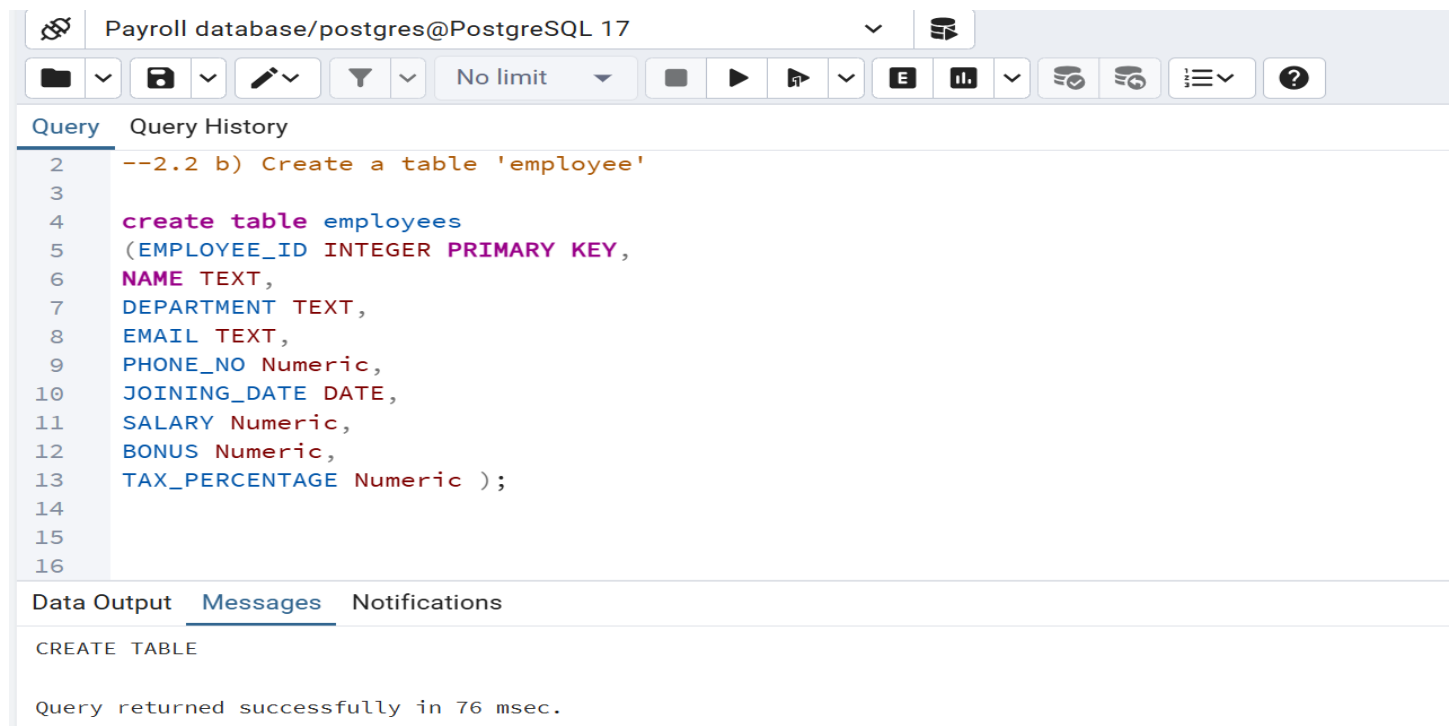 Payroll database/postgres@PostgreSQL 17
No limit
E
?
Query Query History
2 --2.2 b) Create a table 'employee'
3
4 create table employees
5 (EMPLOYEE_ID INTEGER PRIMARY KEY,
6 NAME TEXT,
7 DEPARTMENT TEXT,
8 EMAIL TEXT,
9 PHONE_NO Numeric,
10 JOINING_DATE DATE,
11 SALARY Numeric,
12 BONUS Numeric,
13 TAX_PERCENTAGE Numeric );
14
15
16
Data Output Messages Notifications
CREATE TABLE
Query returned successfully in 76 msec.